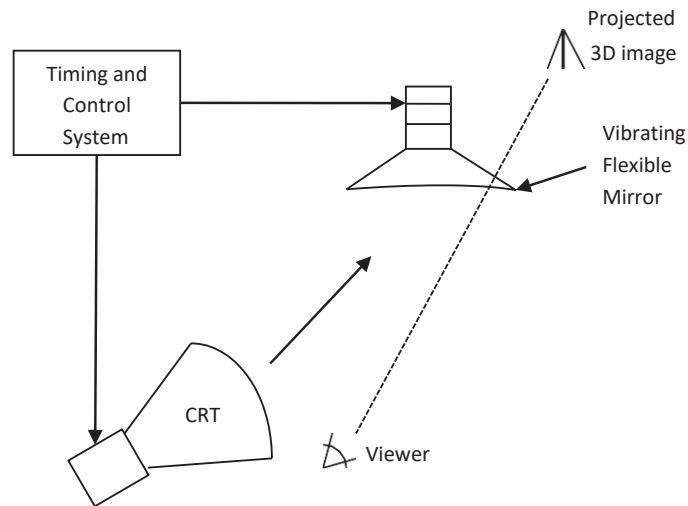 Timing and
Control
System
Projected
3D image
Vibrating
Flexible
Mirror
CRT
Viewer